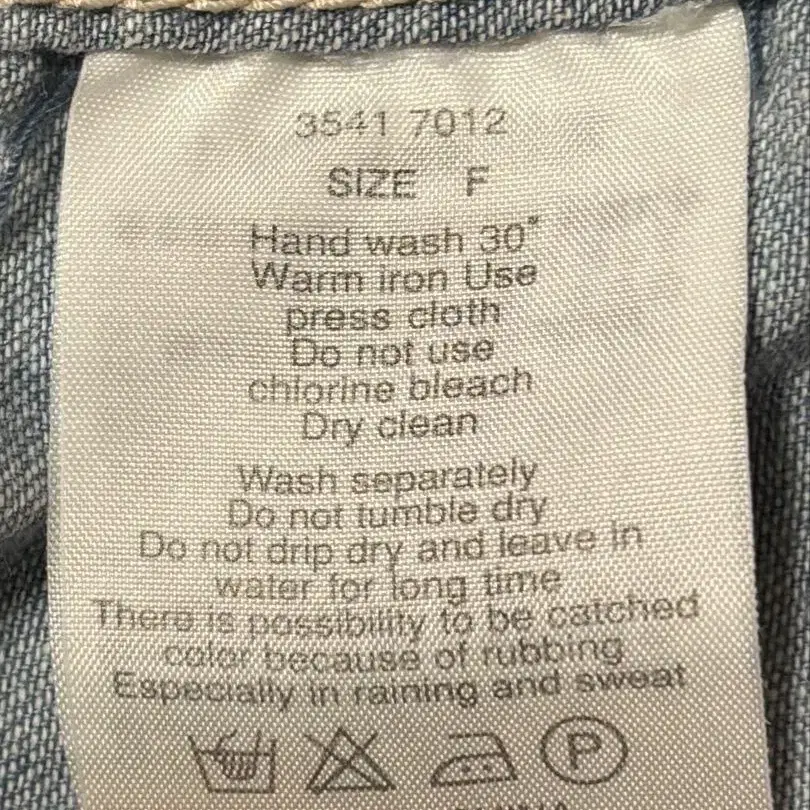 3541 7012
SIZE F
Hand wash 30°
Warm iron Use
press cloth
Do not use
chlorine bleach
Dry clean
Wash separately
Do not tumble dry
Do not drip dry and leave in
water for long time
There is possibility to be catched
color because of rubbing
Especially in raining and sweat
P